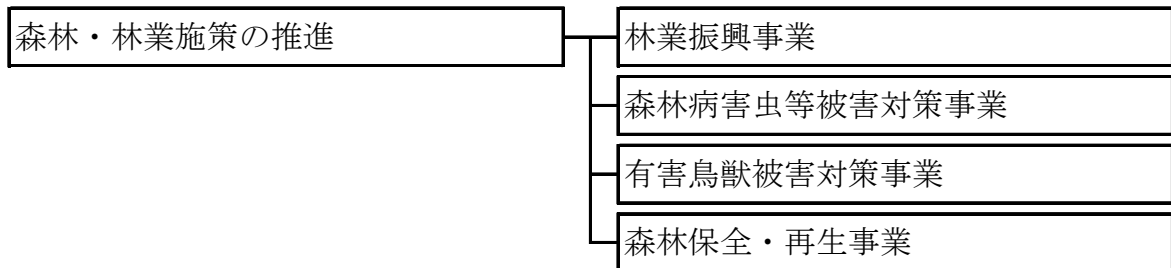 森林・林業施策の推進
林業振興事業
森林病害虫等被害対策事業
有害鳥獣被害対策事業
森林保全・再生事業